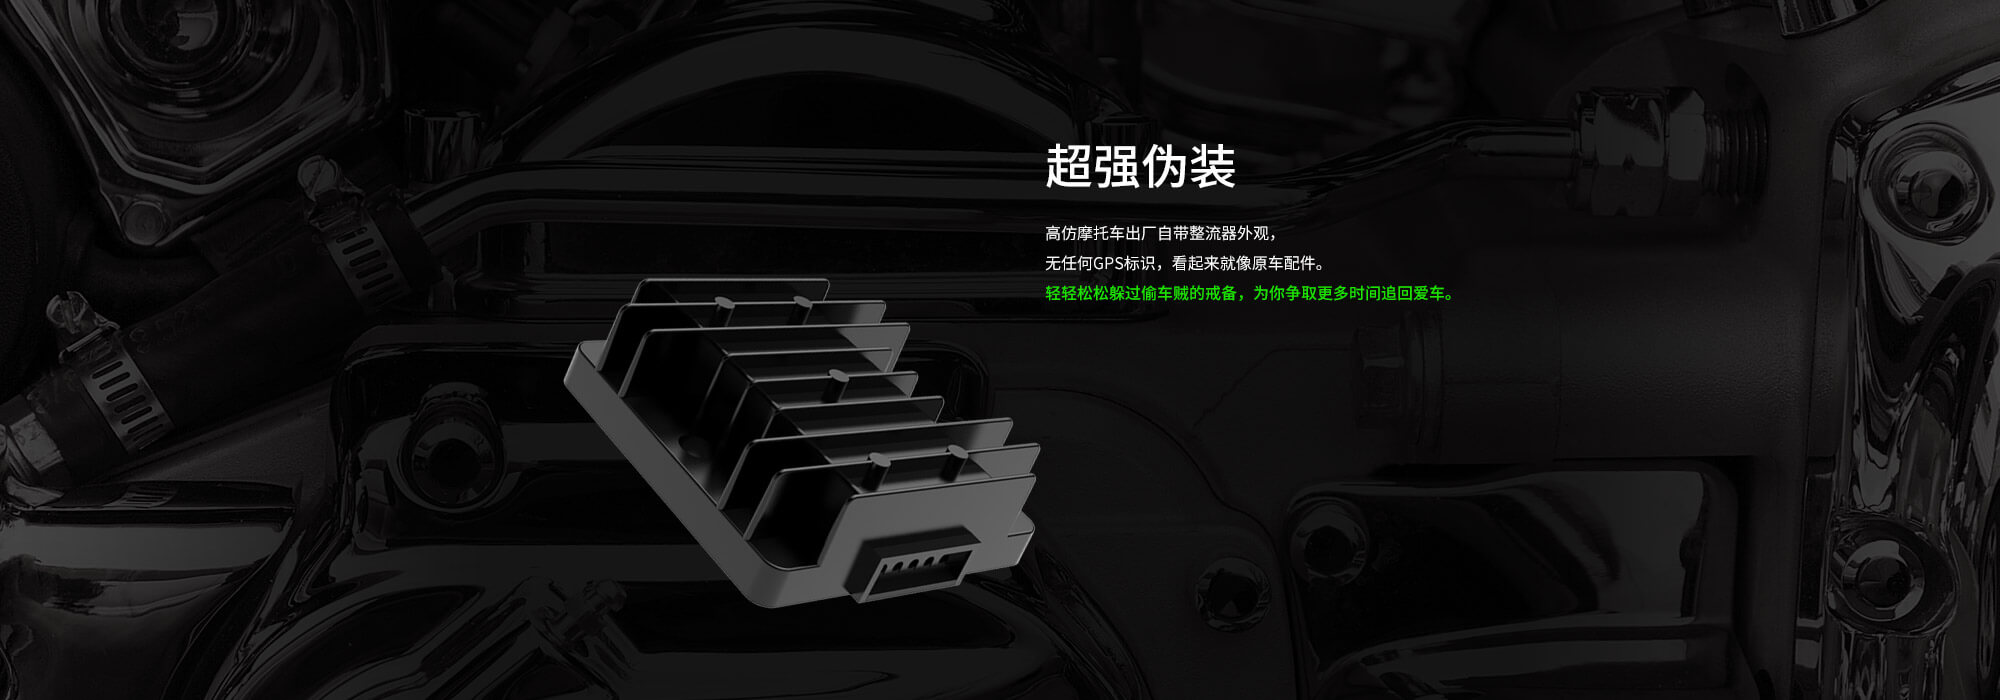 超强伪装
高仿摩托车出厂自带整流器外观，
无任何GPS标识，看起来就像原车配件。
轻轻松松躲过偷车贼的戒备，为你争取更多时间追回爱车。